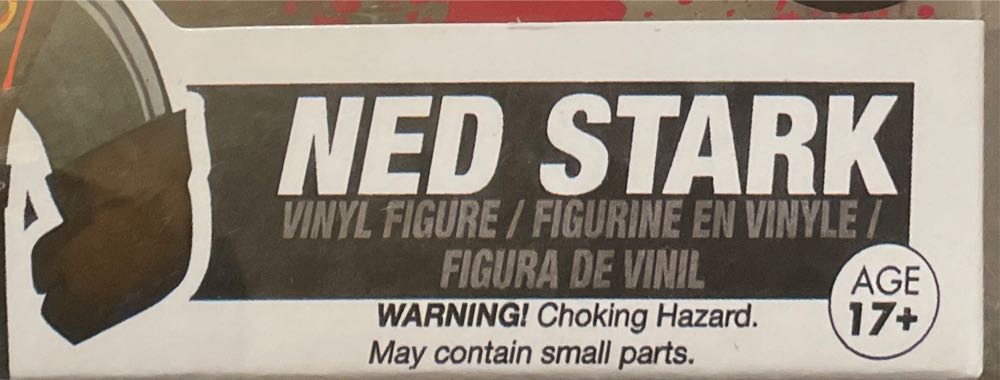 NED STARK
VINYL FIGURE / FIGURINE EN VINYLE /
FIGURA DE VINIL
AGE
17+
WARNING! Choking Hazard.
May contain small parts.